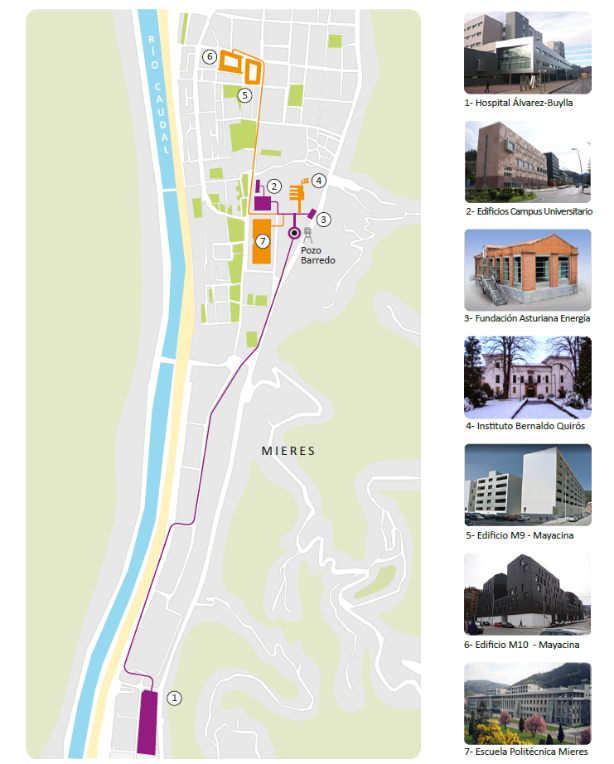 RÍO CAUDAL
6
5
2
4
3
7
Pozo
Barredo
MIERES
1
1- Hospital Álvarez-Buylla
2- Edificios Campus Universitario
3- Fundación Asturiana Energía
4- Instituto Bernaldo Quirós
5- Edificio M9 - Mayacina
6- Edificio M10 - Mayacina
7- Escuela Politécnica Mieres